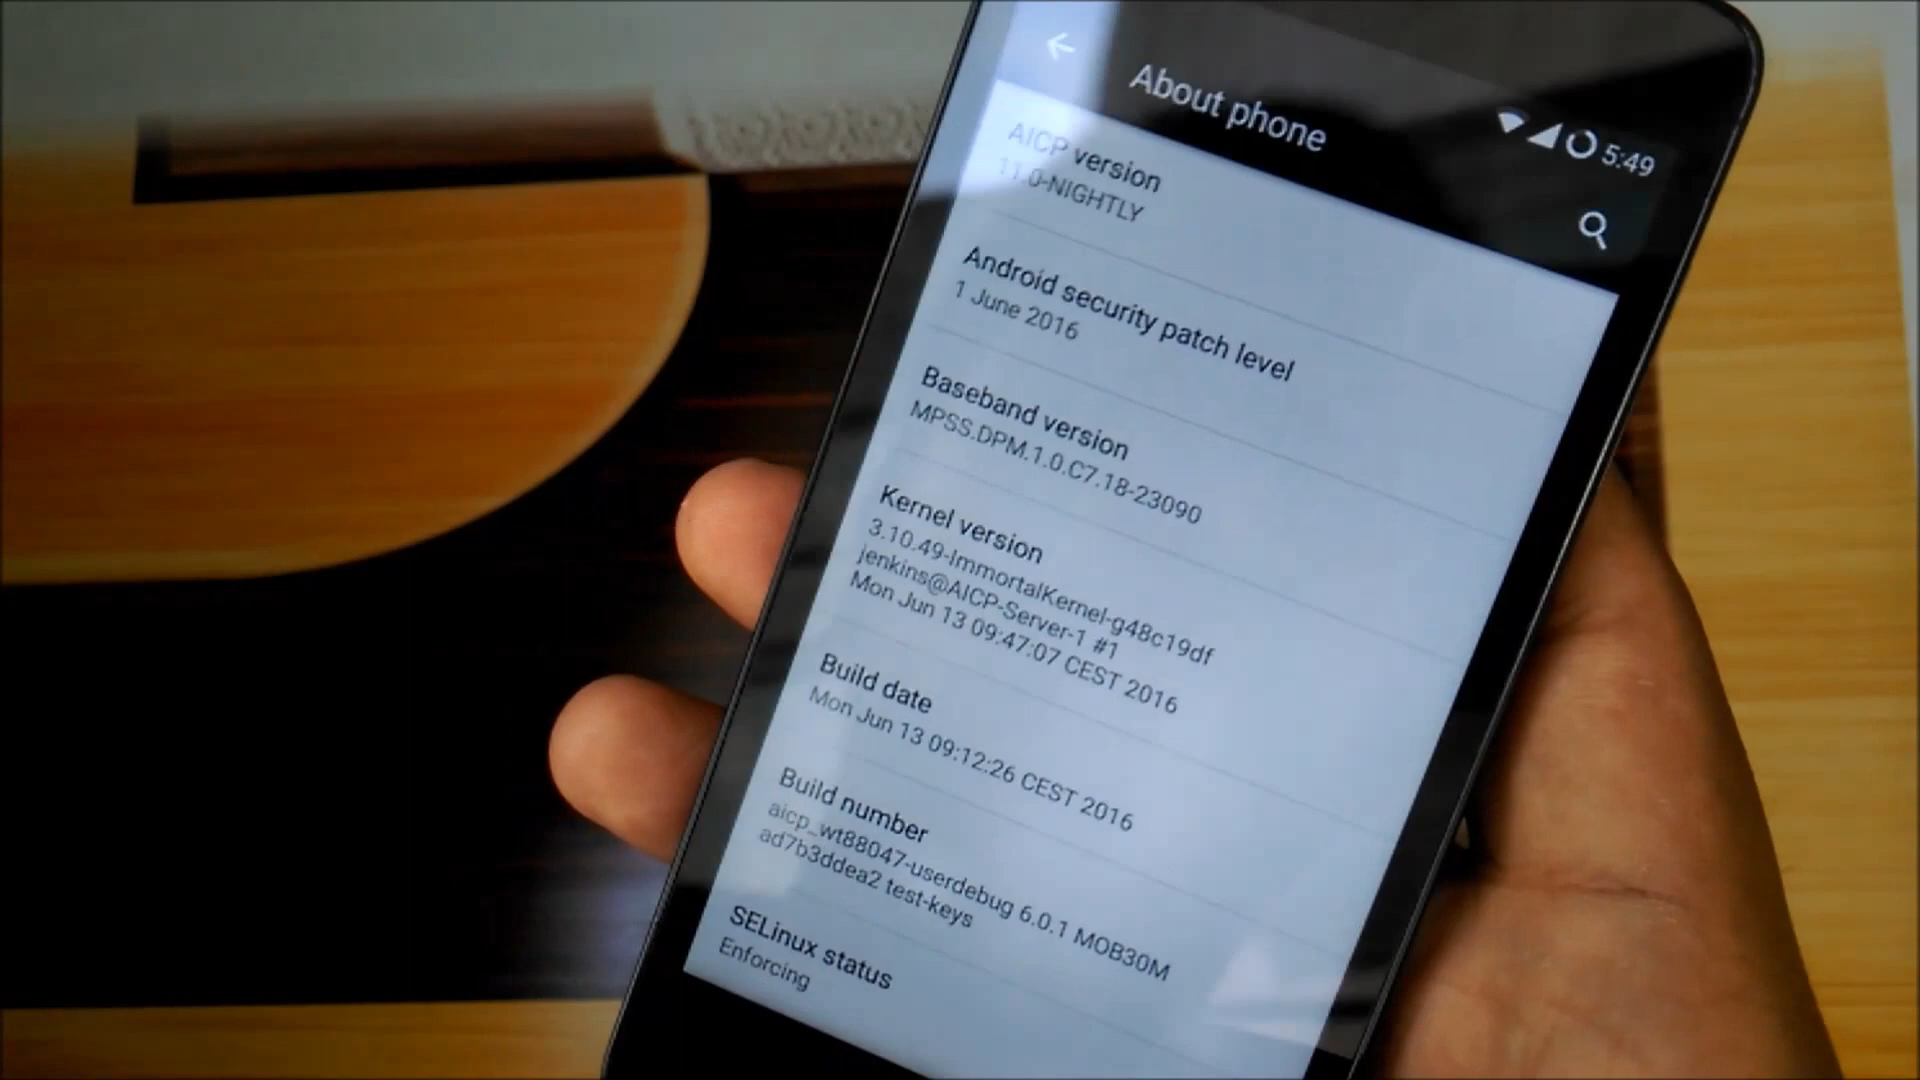 5:49
About phone
AICP version
11.0-NIGHTLY
Android security patch level
1 June 2016
Baseband version
MPSS.DPM.1.0.C7.18-23090
Kernel version
3.10.49-ImmortalKernel-g48c19df
jenkins@AICP-Server-1 #1
Mon Jun 13 09:47:07 CEST 2016
Build date
Mon Jun 13 09:12:26 CEST 2016
Build number
aicp_wt88047-userdebug 6.0.1 MOB30M
ad7b3ddea2 test-keys
SELinux status
Enforcing